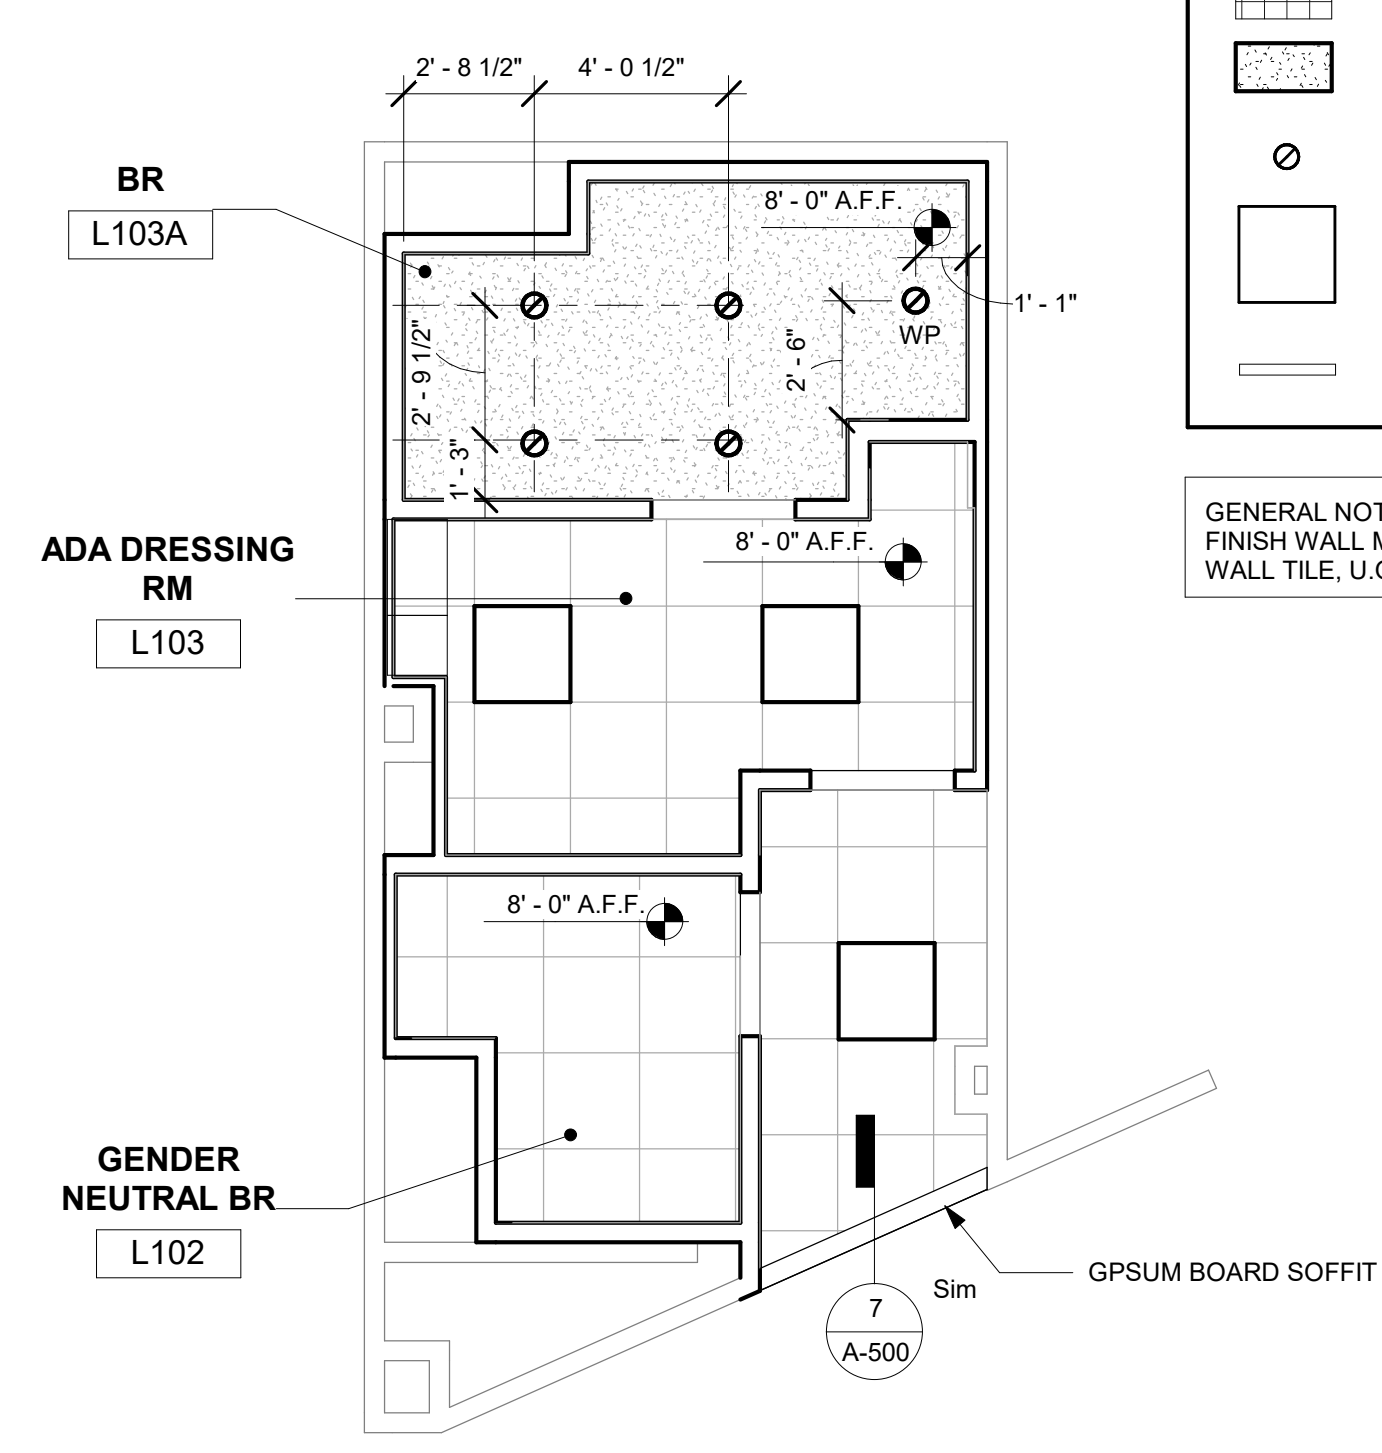 2' - 8 1/2"
4' - 0 1/2"
BR
L103A
8' - 0" A.F.F.
1' - 1"
WP
2' - 9 1/2"
2' - 6"
1' - 3"
GENERAL NOT
FINISH WALL
WALL TILE, U.
ADA DRESSING
RM
L103
8' - 0" A.F.F.
8' - 0" A.F.F.
GENDER
NEUTRAL BR
L102
GPSUM BOARD SOFFIT
Sim
7
A-500